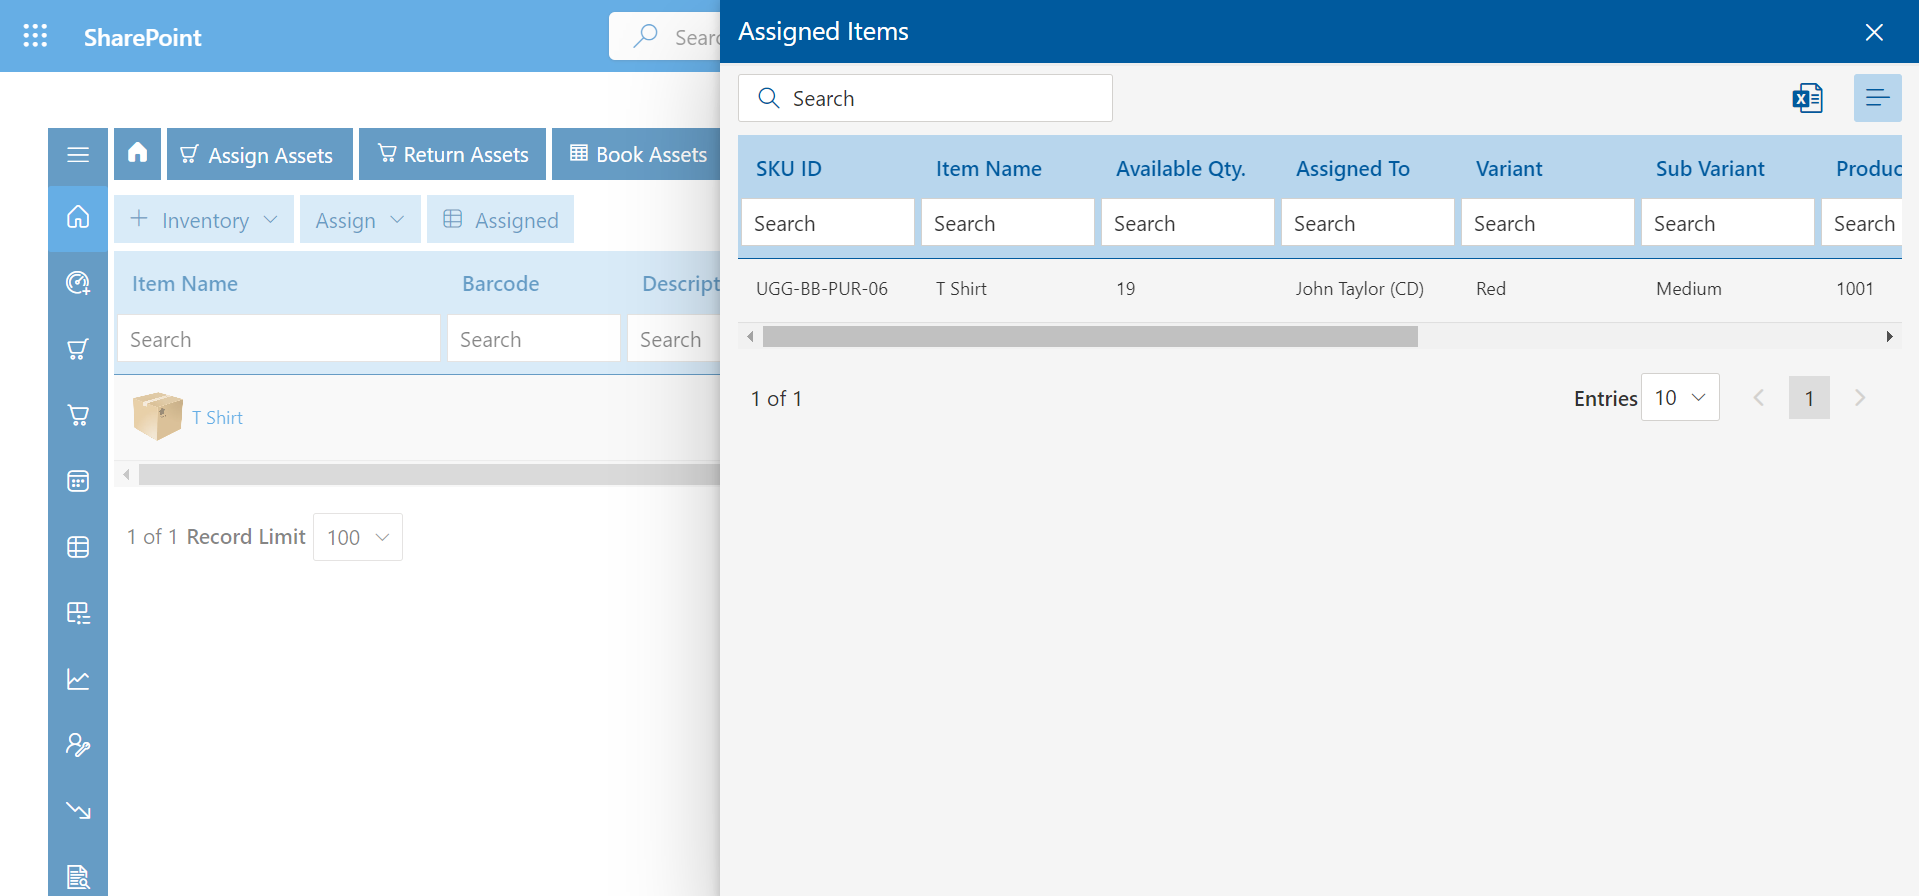 SharePoint
Sear
Assigned Items
Search
Assign Assets
Return Assets
Book Assets
Inventory
Assign
Assigned
Item Name
Barcode
Descript
Search
Search
Search
T Shirt
1 of 1 Record Limit 100
SKU ID
Item Name
Available Qty.
Assigned To
Variant
Sub Variant
Produc
Search
Search
Search
Search
Search
Search
Search
UGG-BB-PUR-06
T Shirt
19
John Taylor (CD)
Red
Medium
1001
1 of 1
Entries 10
1